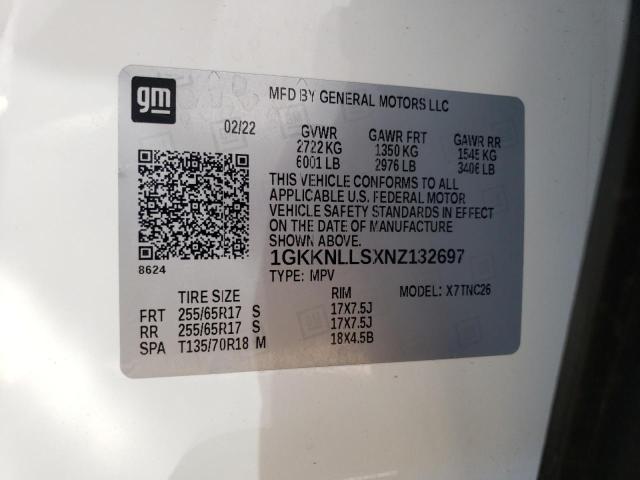 gm
MFD BY GENERAL MOTORS LLC
02/22 GVWR GAWR FRT GAWR RR
2722 KG 1350 KG 1545 KG
6001 LB 2976 LB 3406 LB
THIS VEHICLE CONFORMS TO ALL
APPLICABLE U.S. FEDERAL MOTOR
VEHICLE SAFETY STANDARDS IN EFFECT
ON THE DATE OF MANUFACTURE
SHOWN ABOVE.
1GKKNLLSXNZ132697
8624
TYPE: MPV
MODEL: X7TNC26
TIRE SIZE RIM
FRT 255/65R17 S 17X7.5J
RR 255/65R17 S 17X7.5J
SPA T135/70R18 M 18X4.5B